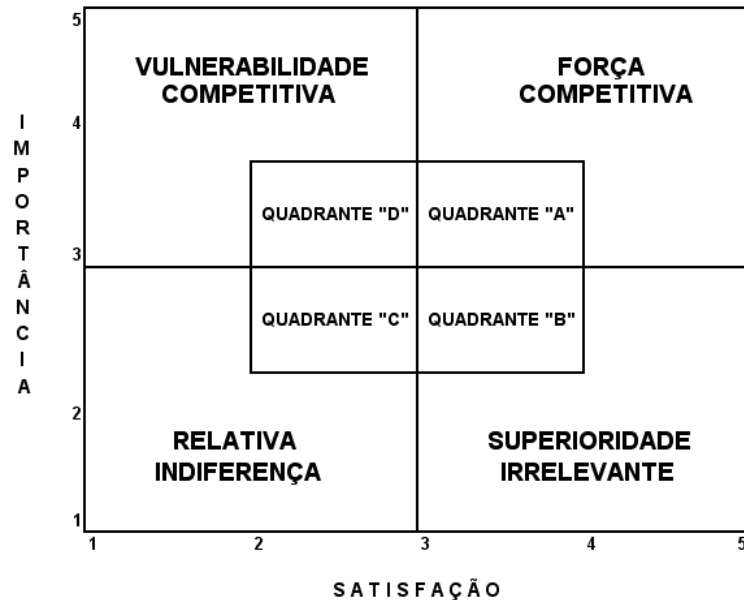 5
VULNERABILIDADE
COMPETITIVA
FORÇA
COMPETITIVA
4
I
M
P
O
R
T
Â
N
C
I
A
QUADRANTE "D"
QUADRANTE "A"
3
QUADRANTE "C"
QUADRANTE "B"
2
RELATIVA
INDIFERENÇA
SUPERIORIDADE
IRRELEVANTE
1
1 2 3 4 5
S A T I S F A Ç Ã O